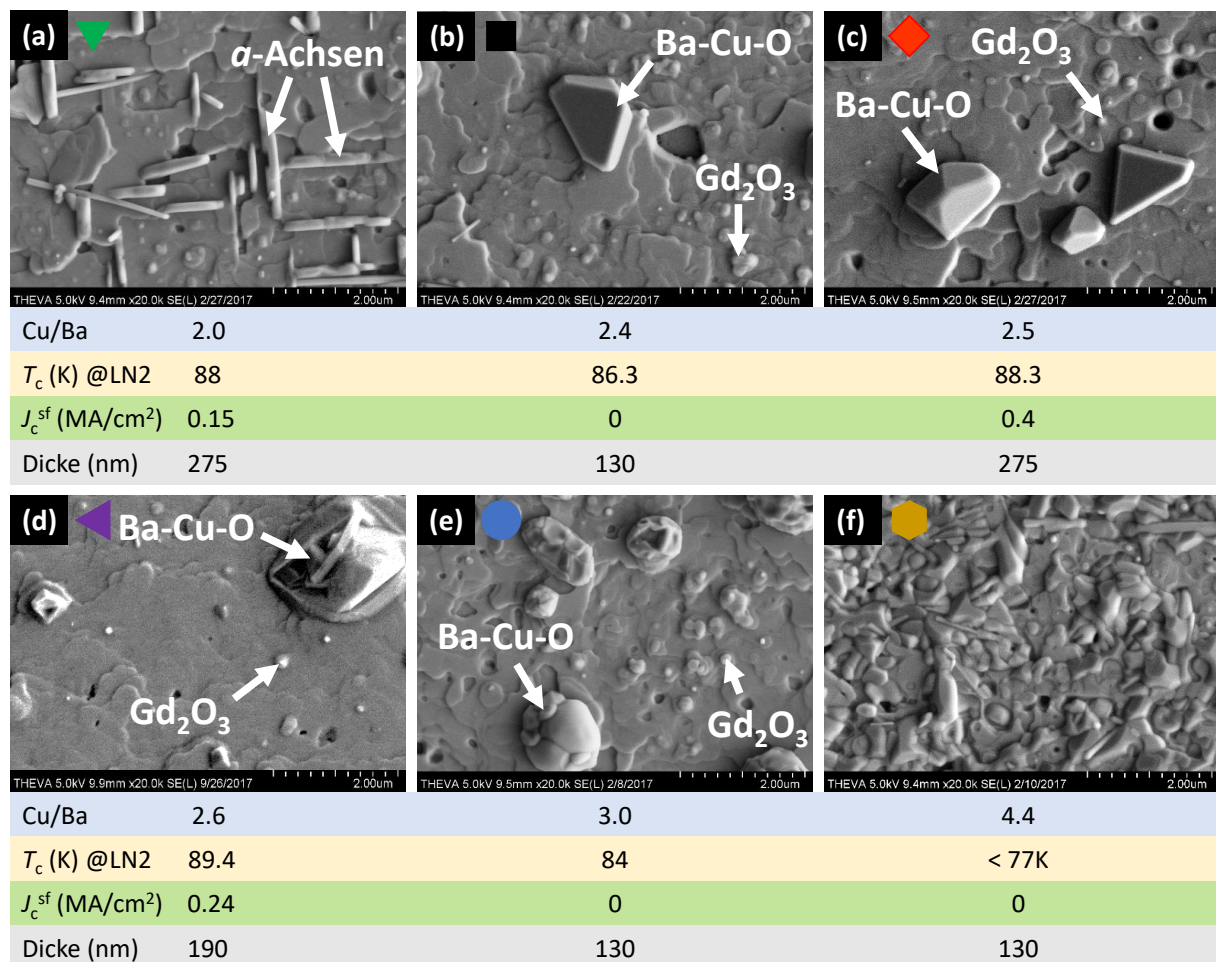 (a)
a-Achsen
THEVA 5.0kV 9.4mm x20.0k SE(L) 2/27/2017 2.00um
(b)
Ba-Cu-O
Gd₂O₃
THEVA 5.0kV 9.4mm x20.0k SE(L) 2/22/2017 2.00um
(c)
Gd₂O₃
Ba-Cu-O
THEVA 5.0kV 9.5mm x20.0k SE(L) 2/27/2017 2.00um
Cu/Ba 2.0 2.4 2.5
Tc (K) @LN2 88 86.3 88.3
Jc^sf (MA/cm²) 0.15 0 0.4
Dicke (nm) 275 130 275
(d)
Ba-Cu-O
Gd₂O₃
THEVA 5.0kV 9.9mm x20.0k SE(L) 9/26/2017 2.00um
(e)
Ba-Cu-O
Gd₂O₃
THEVA 5.0kV 9.5mm x20.0k SE(L) 2/8/2017 2.00um
(f)
THEVA 5.0kV 9.4mm x20.0k SE(L) 2/10/2017 2.00um
Cu/Ba 2.6 3.0 4.4
Tc (K) @LN2 89.4 84 < 77K
Jc^sf (MA/cm²) 0.24 0 0
Dicke (nm) 190 130 130